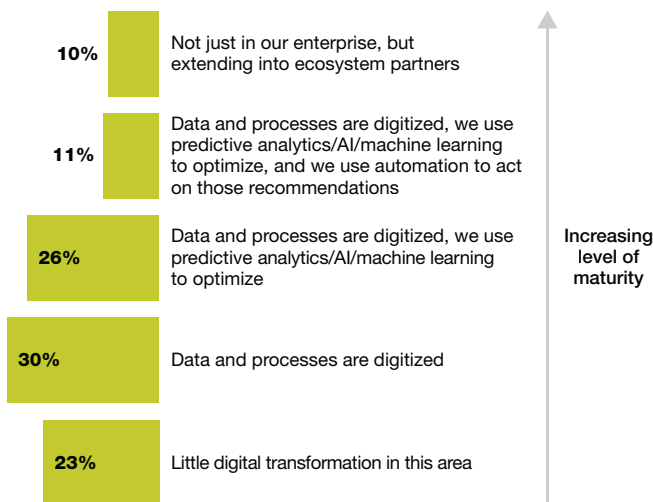 10%
Not just in our enterprise, but
extending into ecosystem partners
11%
Data and processes are digitized, we use
predictive analytics/AI/machine learning
to optimize, and we use automation to act
on those recommendations
26%
Data and processes are digitized, we use
predictive analytics/AI/machine learning
to optimize
Increasing
level of
maturity
30%
Data and processes are digitized
23%
Little digital transformation in this area